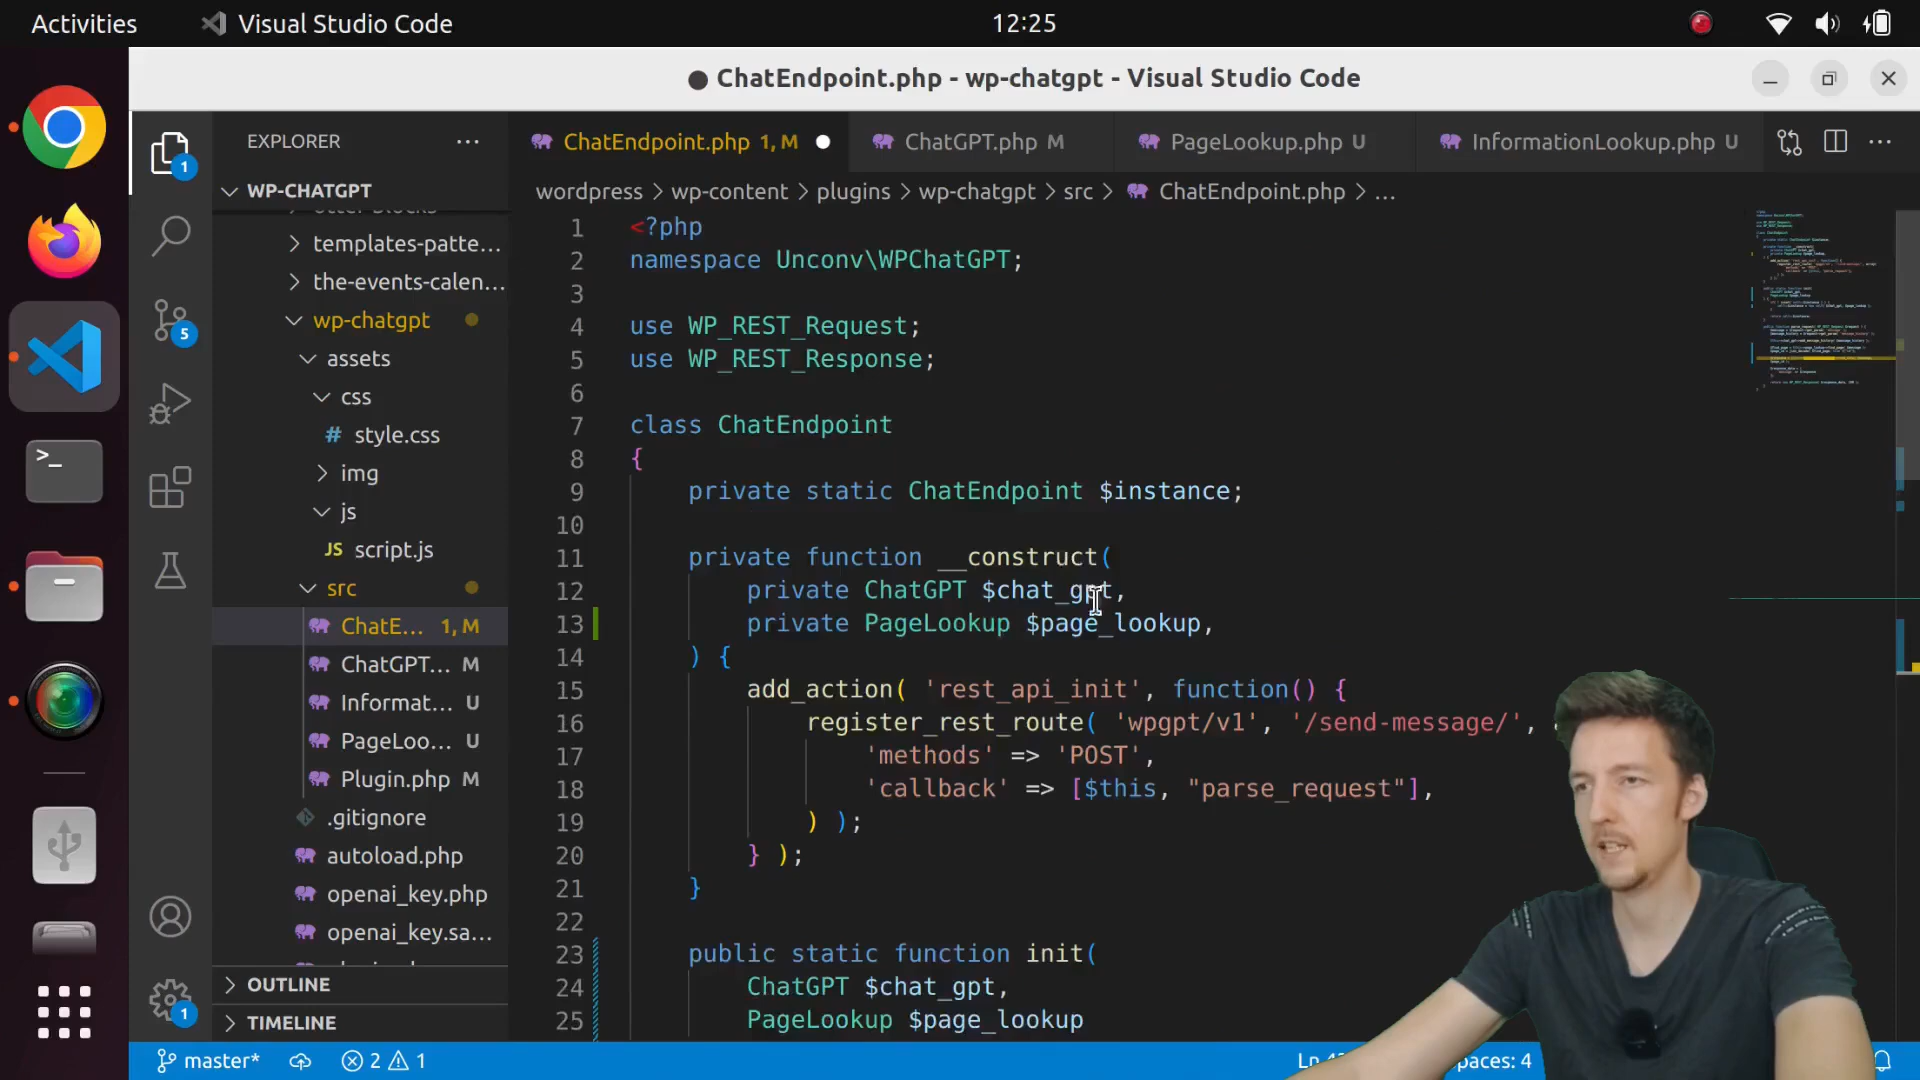 Activities
Visual Studio Code
12:25
● ChatEndpoint.php - wp-chatgpt - Visual Studio Code
EXPLORER
ChatEndpoint.php 1, M
ChatGPT.php M
PageLookup.php U
InformationLookup.php U
WP-CHATGPT
wordpress > wp-content > plugins > wp-chatgpt > src > ChatEndpoint.php > ...
templates-patte...
the-events-calen...
wp-chatgpt
assets
css
# style.css
img
js
JS script.js
src
ChatE... 1, M
ChatGPT... M
Informat... U
PageLoo... U
Plugin.php M
.gitignore
autoload.php
openai_key.php
openai_key.sa...
OUTLINE
TIMELINE
1
5
1
1 <?php
2 namespace Unconv\WPChatGPT;
3
4 use WP_REST_Request;
5 use WP_REST_Response;
6
7 class ChatEndpoint
8 {
9 private static ChatEndpoint $instance;
10
11 private function __construct(
12 private ChatGPT $chat_gpt,
13 private PageLookup $page_lookup,
14 ) {
15 add_action( 'rest_api_init', function() {
16 register_rest_route( 'wpgpt/v1', '/send-message/',
17 'methods' => 'POST',
18 'callback' => [$this, "parse_request"],
19 ) );
20 } );
21 }
22
23 public static function init(
24 ChatGPT $chat_gpt,
25 PageLookup $page_lookup
master*
2
1
Spaces: 4